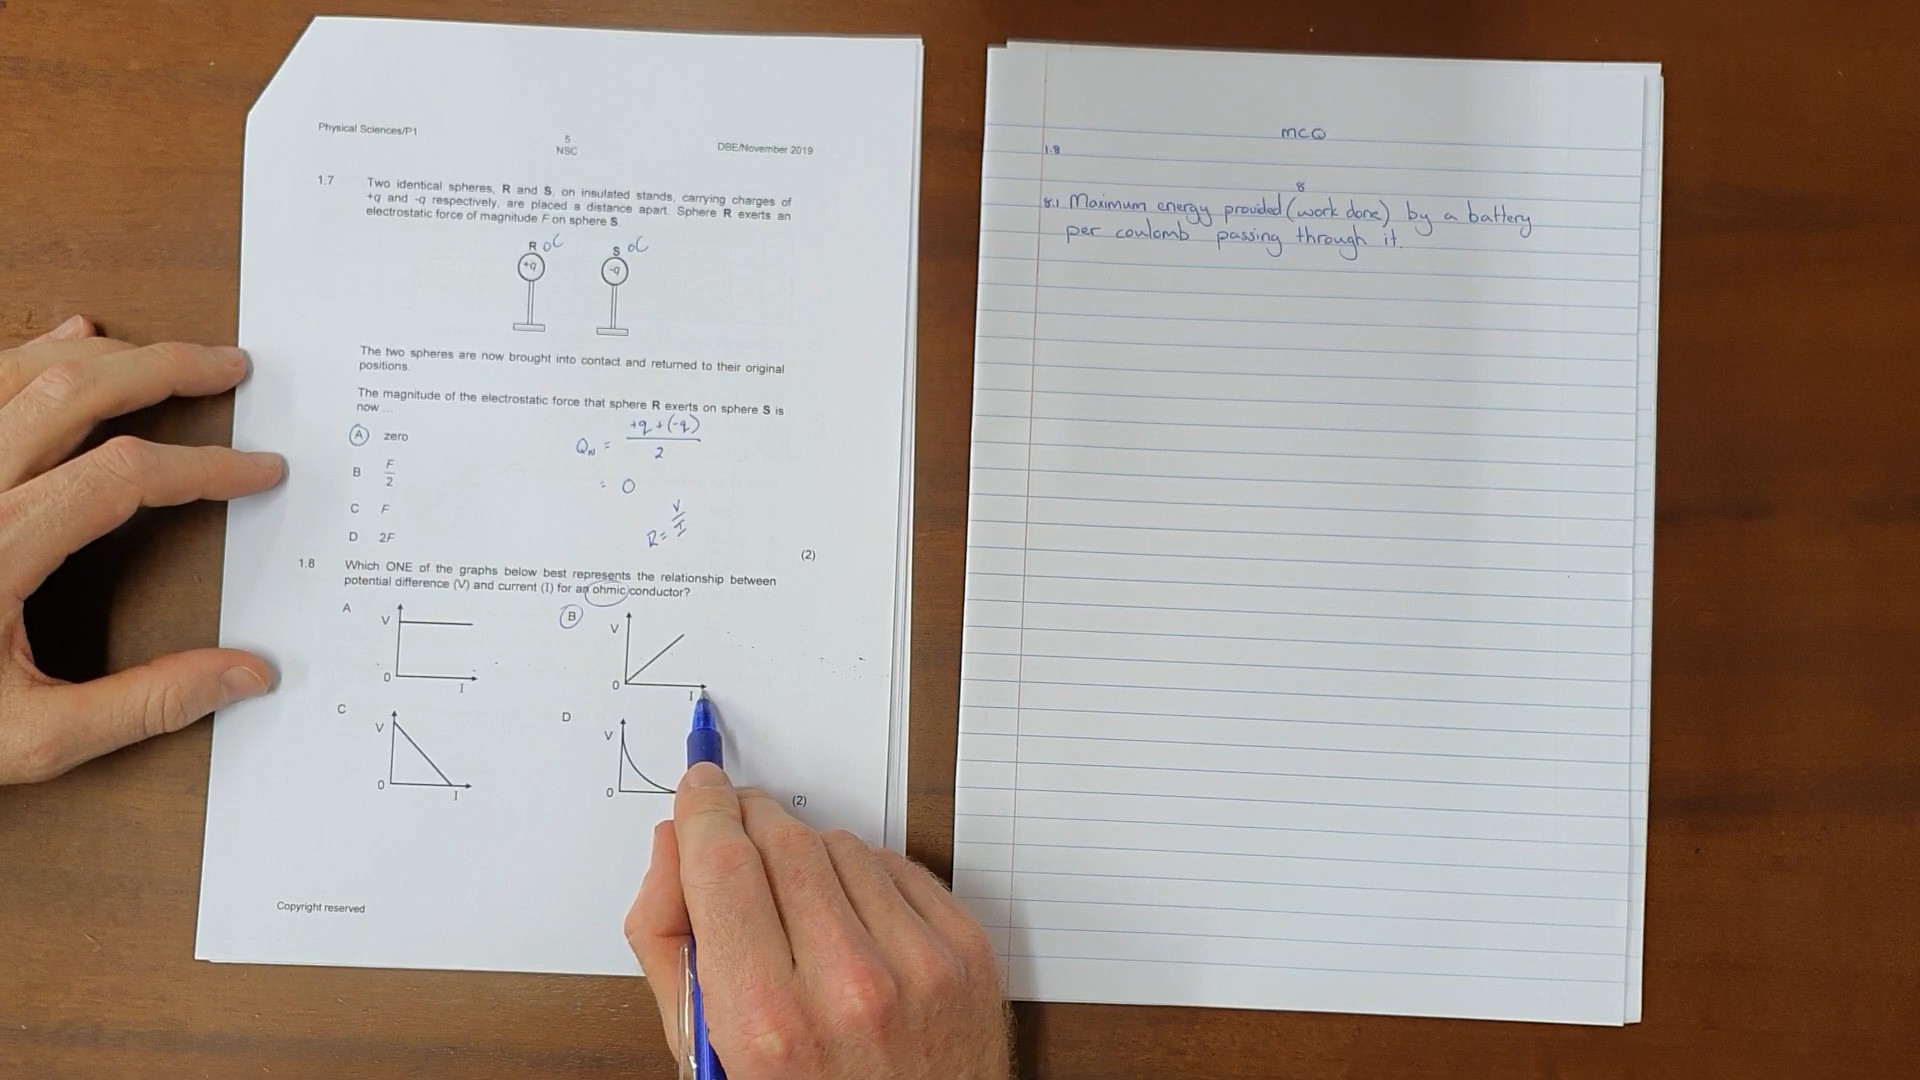 Physical Sciences/P1
5
NSC
DBE/November 2019
1.7 Two identical spheres, R and S, on insulated stands, carrying charges of
+q and -q respectively, are placed a distance apart. Sphere R exerts an
electrostatic force of magnitude F on sphere S.
R 0C S 0C
+q -q
The two spheres are now brought into contact and returned to their original
positions.
The magnitude of the electrostatic force that sphere R exerts on sphere S is
now ...
A zero
B F/2
C F
D 2F
QN = +q + (-q) / 2
= 0
R = V/I
(2)
1.8 Which ONE of the graphs below best represents the relationship between
potential difference (V) and current (I) for an ohmic conductor?
A V 0 I
B V 0 I
C V 0 I
D V 0
(2)
Copyright reserved
MCQ
1.8
8
8.1 Maximum energy provided (work done) by a battery
per coulomb passing through it.